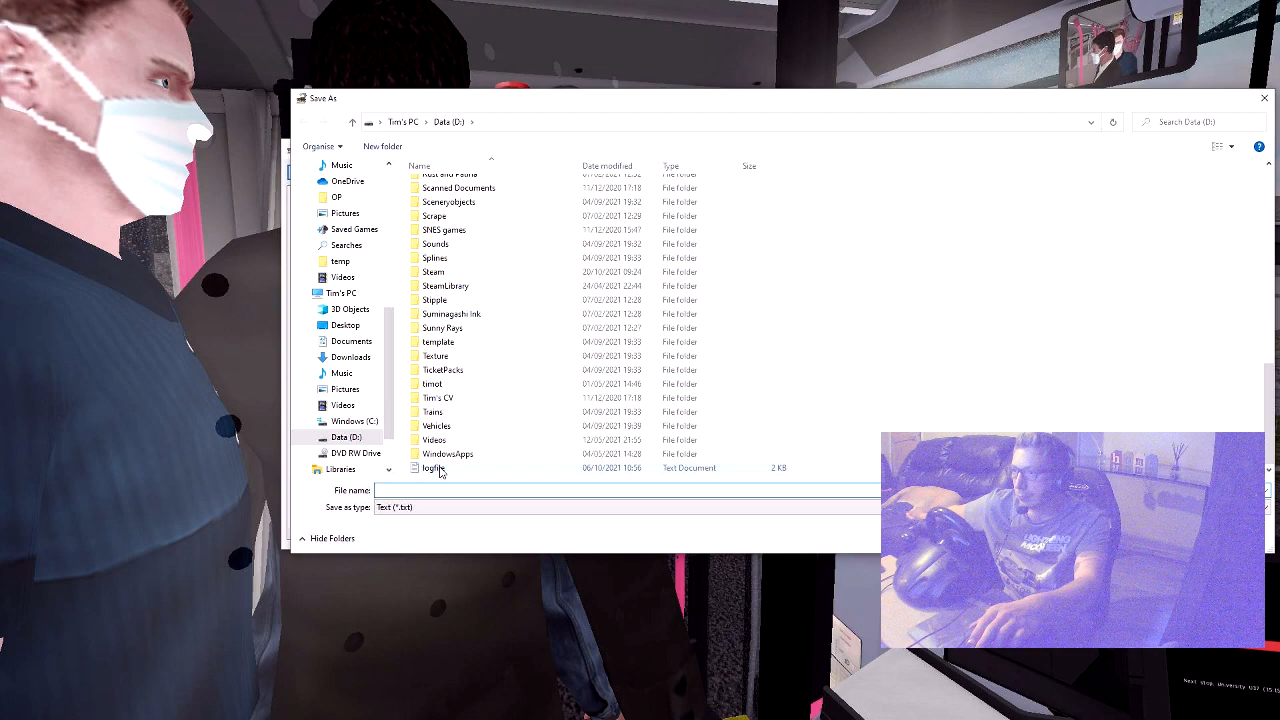 Save As
Tim's PC > Data (D:) >
Search Data (D:)
Organise
New folder
Name Date modified Type Size
Music
OneDrive
OP
Pictures
Saved Games
Searches
temp
Videos
Tim's PC
3D Objects
Desktop
Documents
Downloads
Music
Pictures
Videos
Windows (C:)
Data (D:)
DVD RW Drive
Libraries
File folder
Scanned Documents 11/12/2020 17:18 File folder
Sceneryobjects 04/09/2021 19:32 File folder
Scrape 07/02/2021 12:29 File folder
SNES games 11/12/2020 15:47 File folder
Sounds 04/09/2021 19:32 File folder
Splines 04/09/2021 19:33 File folder
Steam 20/10/2021 09:24 File folder
SteamLibrary 24/04/2021 22:44 File folder
Stipple 07/02/2021 12:28 File folder
Suminagashi Ink 07/02/2021 12:28 File folder
Sunny Rays 07/02/2021 12:27 File folder
template 04/09/2021 19:33 File folder
Texture 04/09/2021 19:33 File folder
TicketPacks 04/09/2021 19:33 File folder
timot 01/05/2021 14:46 File folder
Tim's CV 11/12/2020 17:18 File folder
Trains 04/09/2021 19:33 File folder
Vehicles 04/09/2021 19:39 File folder
Videos 12/05/2021 21:55 File folder
WindowsApps 04/05/2021 14:28 File folder
logfile 06/10/2021 10:56 Text Document 2 KB
File name:
Save as type: Text (*.txt)
Hide Folders
LIGHTNING
MCQUEEN
Next stop: University